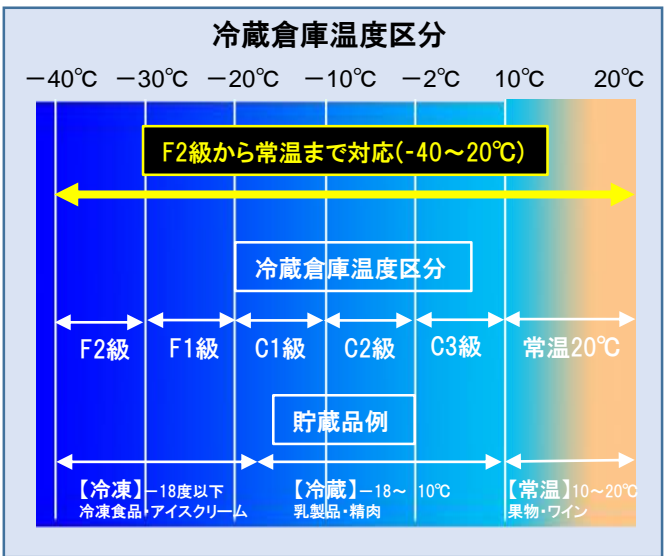 冷蔵倉庫温度区分
－40℃ －30℃ －20℃ －10℃ －2℃ 10℃ 20℃
F2級から常温まで対応(-40～20℃)
冷蔵倉庫温度区分
F2級 F1級 C1級 C2級 C3級 常温20℃
貯蔵品例
【冷凍】－18度以下 【冷蔵】－18～ 10℃ 【常温】10～20℃
冷凍食品・アイスクリーム 乳製品・精肉 果物・ワイン